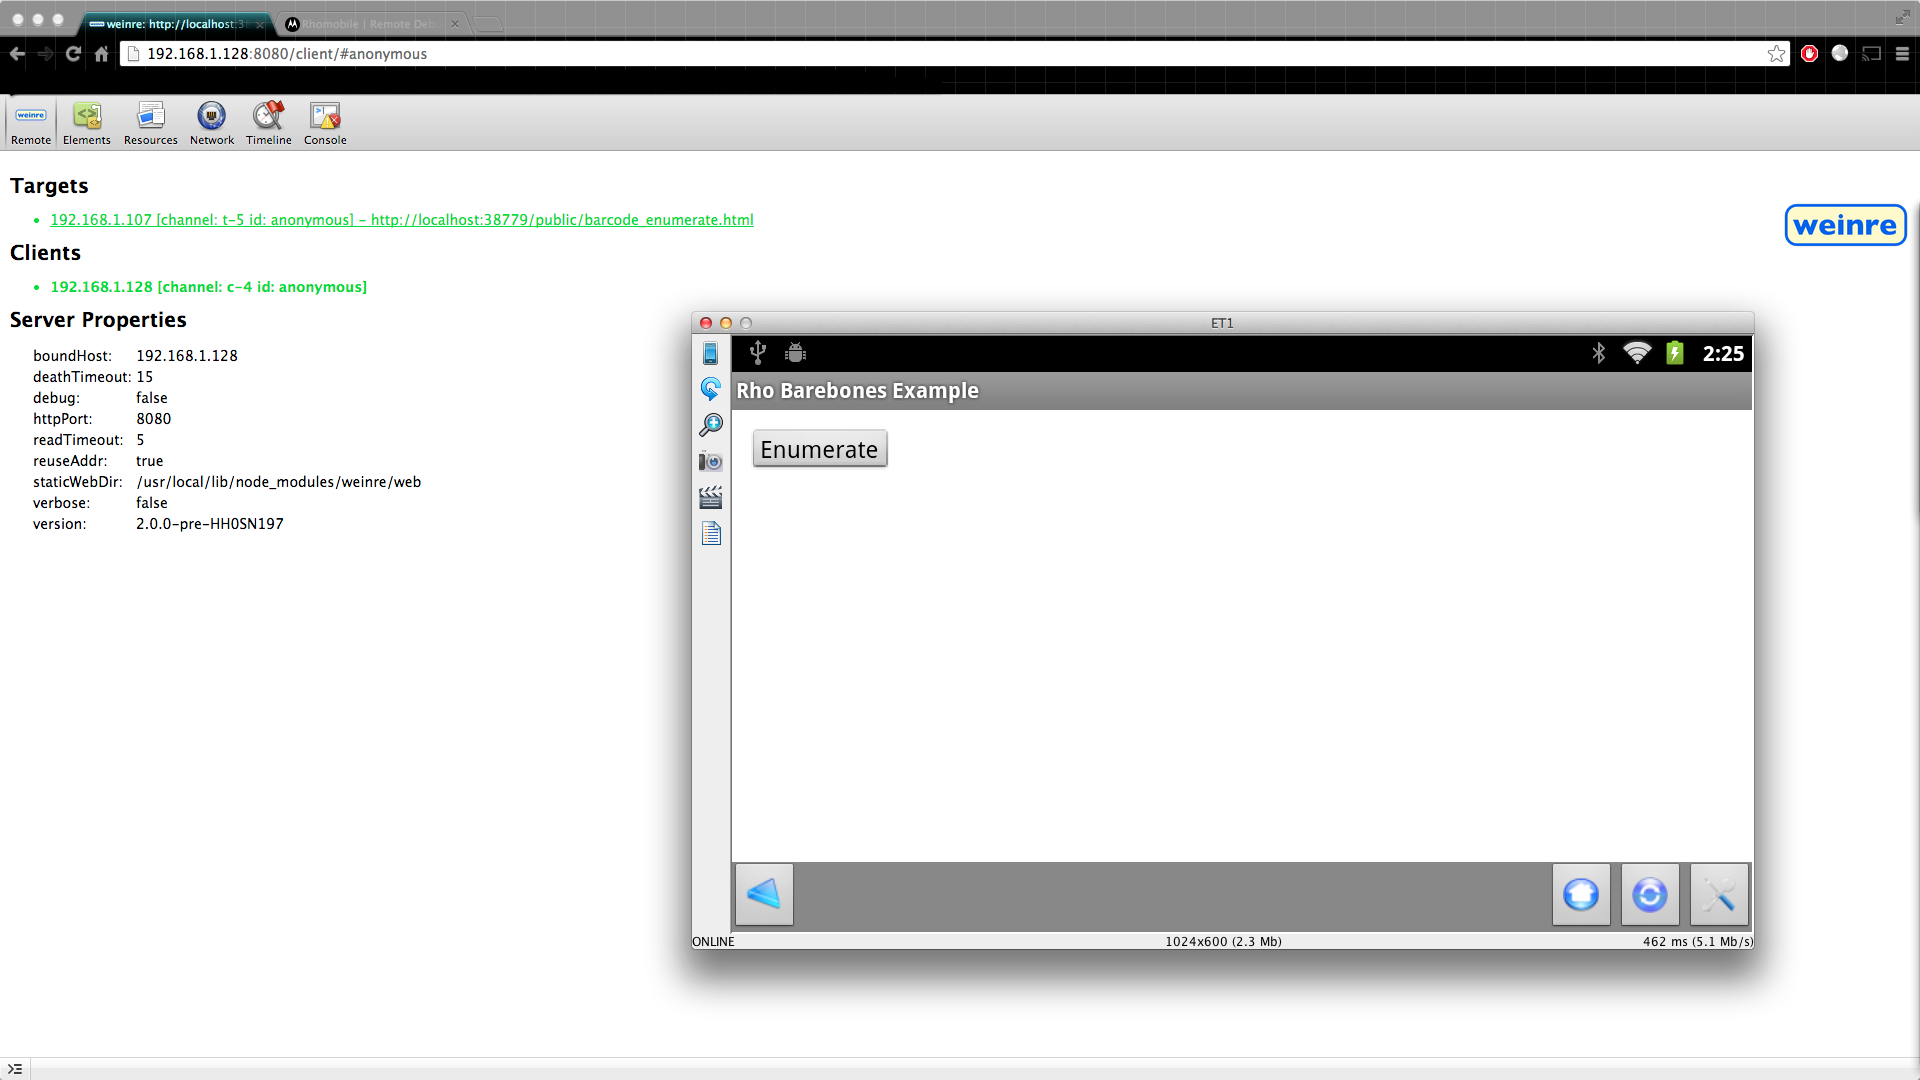 weinre: http://localhost:3
Rhomobile | Remote Deb
192.168.1.128:8080/client/#anonymous
weinre
Remote Elements Resources Network Timeline Console
Targets
• 192.168.1.107 [channel: t-5 id: anonymous] - http://localhost:38779/public/barcode_enumerate.html
weinre
Clients
• 192.168.1.128 [channel: c-4 id: anonymous]
Server Properties
boundHost: 192.168.1.128
deathTimeout: 15
debug: false
httpPort: 8080
readTimeout: 5
reuseAddr: true
staticWebDir: /usr/local/lib/node_modules/weinre/web
verbose: false
version: 2.0.0-pre-HH0SN197
ET1
2:25
Rho Barebones Example
Enumerate
ONLINE 1024x600 (2.3 Mb) 462 ms (5.1 Mb/s)